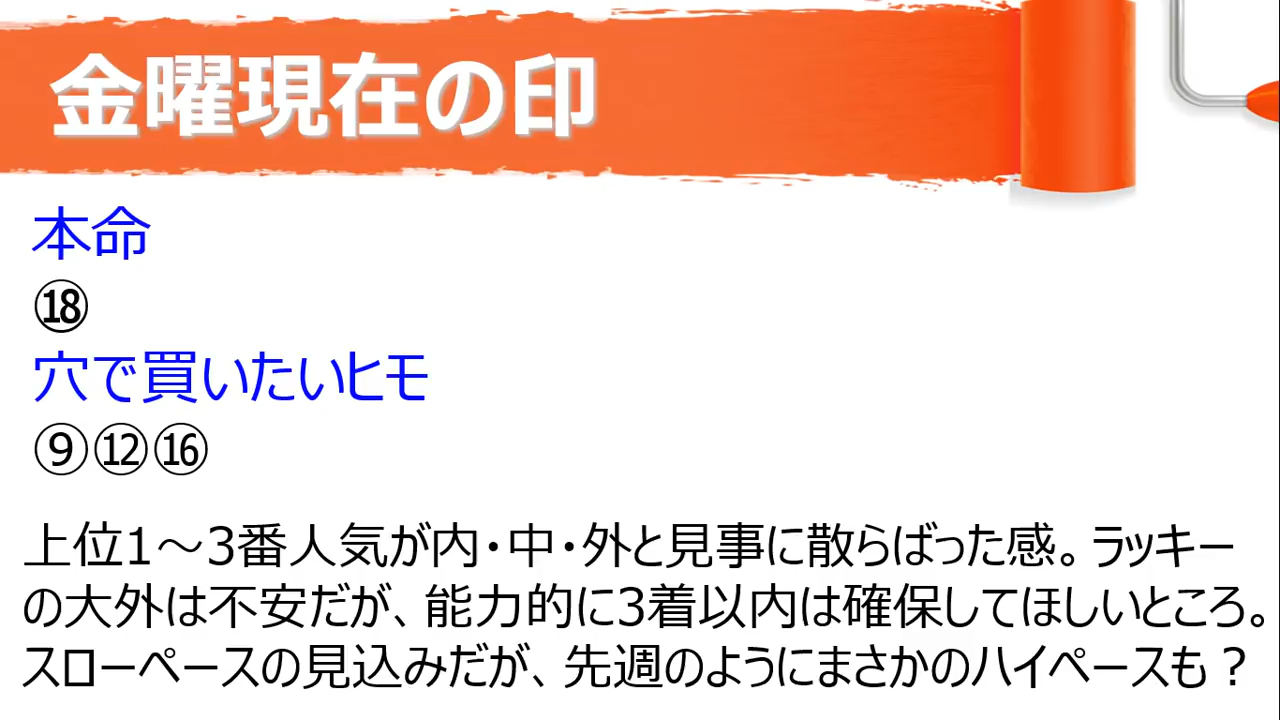 金曜現在の印
本命
⑱
穴で買いたいヒモ
⑨⑫⑯
上位1～3番人気が内・中・外と見事に散らばった感。ラッキー
の大外は不安だが、能力的に3着以内は確保してほしいところ。
スローペースの見込みだが、先週のようにまさかのハイペースも？